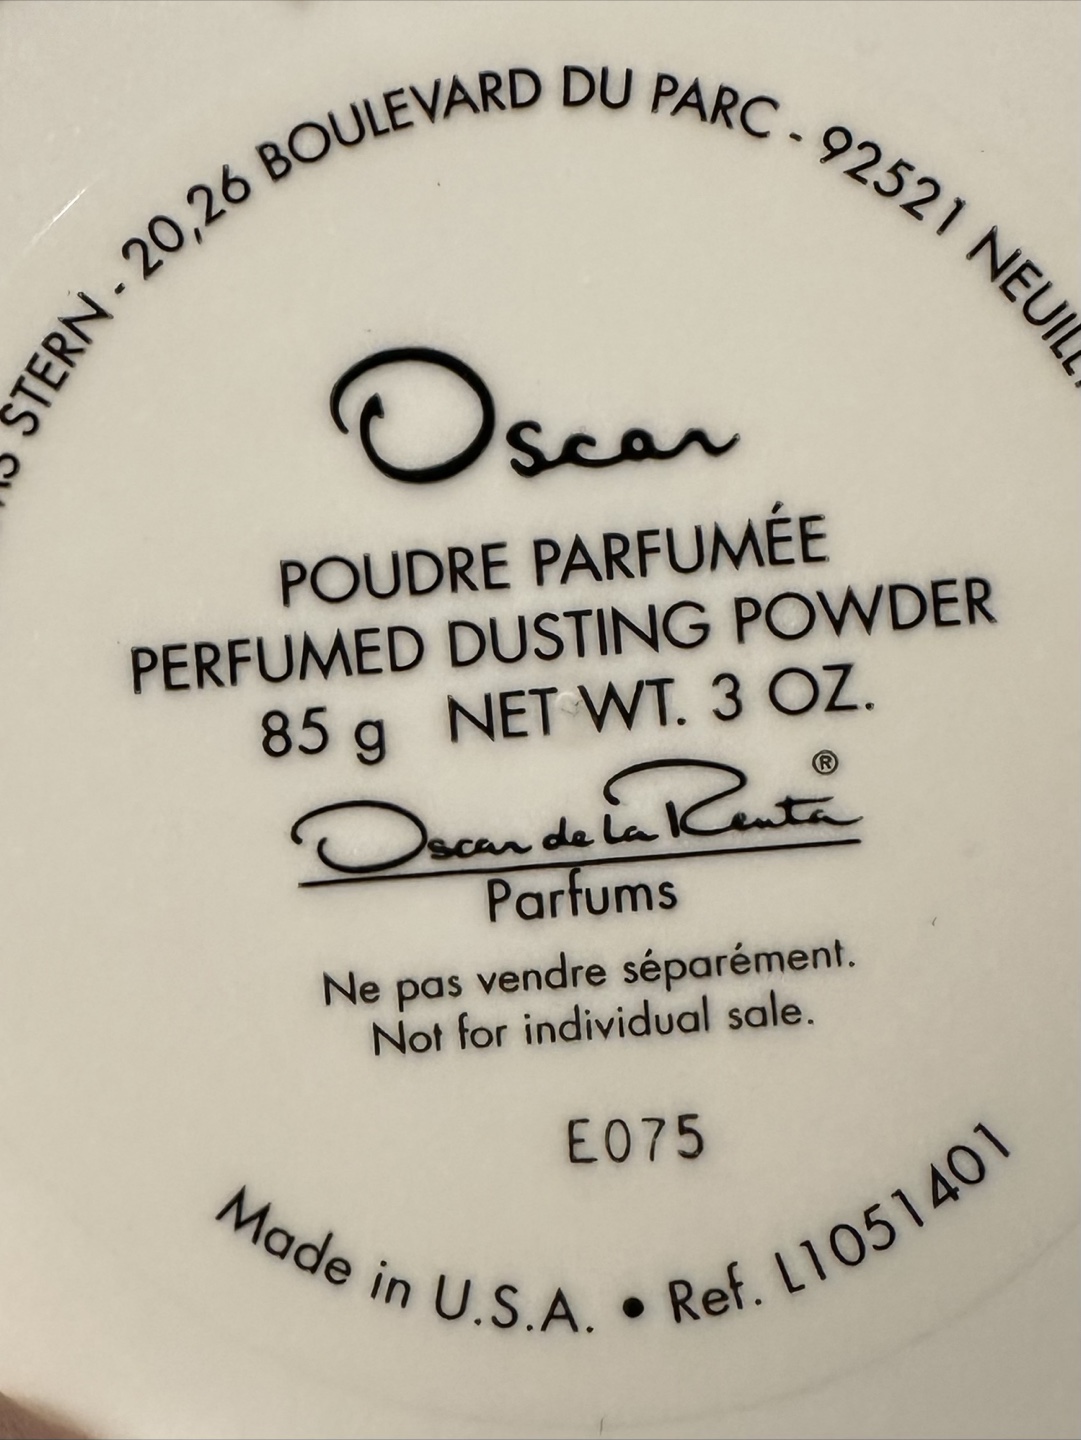 STERN - 20,26 BOULEVARD DU PARC - 92521 NEUILLY
Oscar
POUDRE PARFUMÉE
PERFUMED DUSTING POWDER
85 g NET WT. 3 OZ.
Oscar de la Renta®
Parfums
Ne pas vendre séparément.
Not for individual sale.
E075
Made in U.S.A. • Ref. L1051401